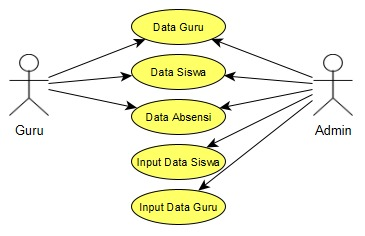 Data Guru
Data Siswa
Data Absensi
Guru
Admin
Input Data Siswa
Input Data Guru